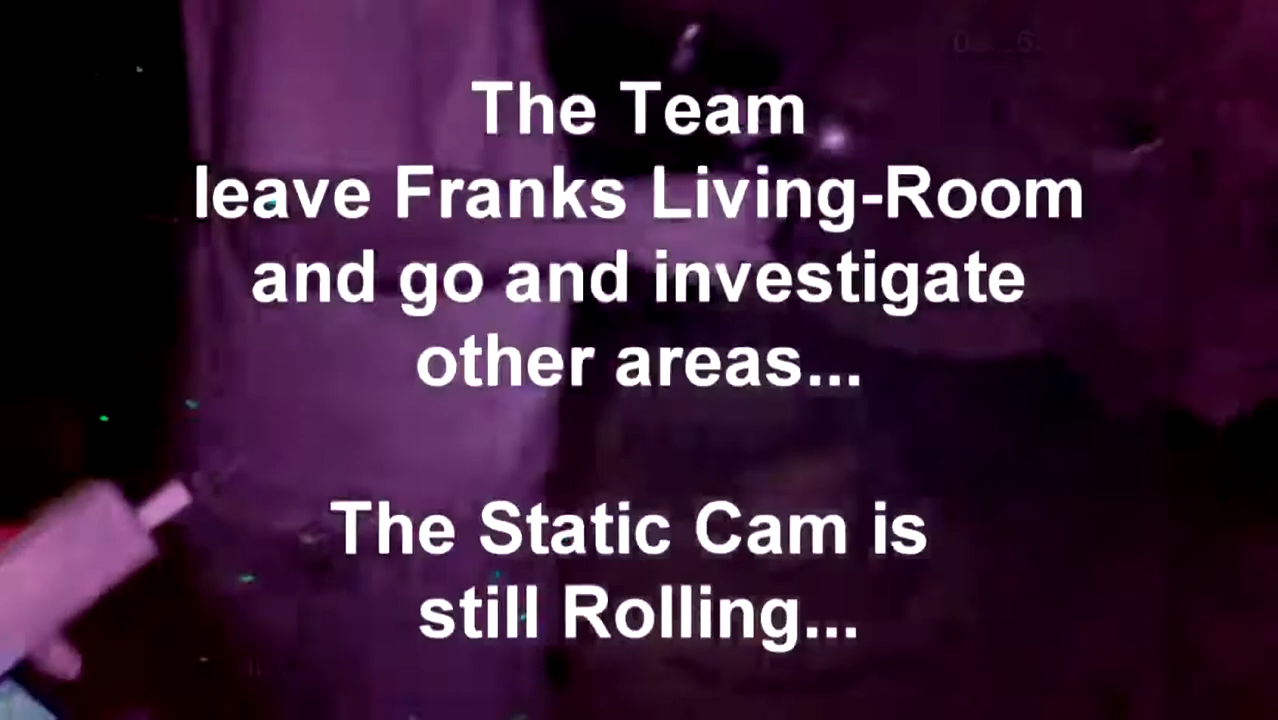 The Team
leave Franks Living-Room
and go and investigate
other areas...
The Static Cam is
still Rolling...